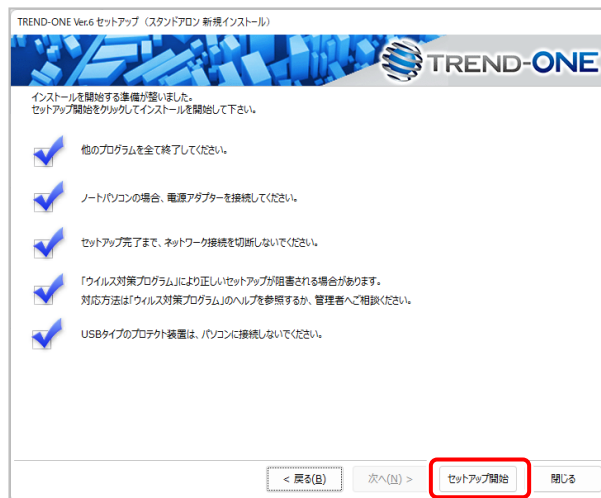 TREND-ONE Ver.6 セットアップ（スタンドアロン 新規インストール）
TREND-ONE
インストールを開始する準備が整いました。
セットアップ開始をクリックしてインストールを開始して下さい。
他のプログラムを全て終了してください。
ノートパソコンの場合、電源アダプターを接続してください。
セットアップ完了まで、ネットワーク接続を切断しないでください。
「ウイルス対策プログラム」により正しいセットアップが阻害される場合があります。
対応方法は「ウィルス対策プログラム」のヘルプを参照するか、管理者へご相談ください。
USBタイプのプロテクト装置は、パソコンに接続しないでください。
< 戻る(B) 次へ(N) > セットアップ開始 閉じる